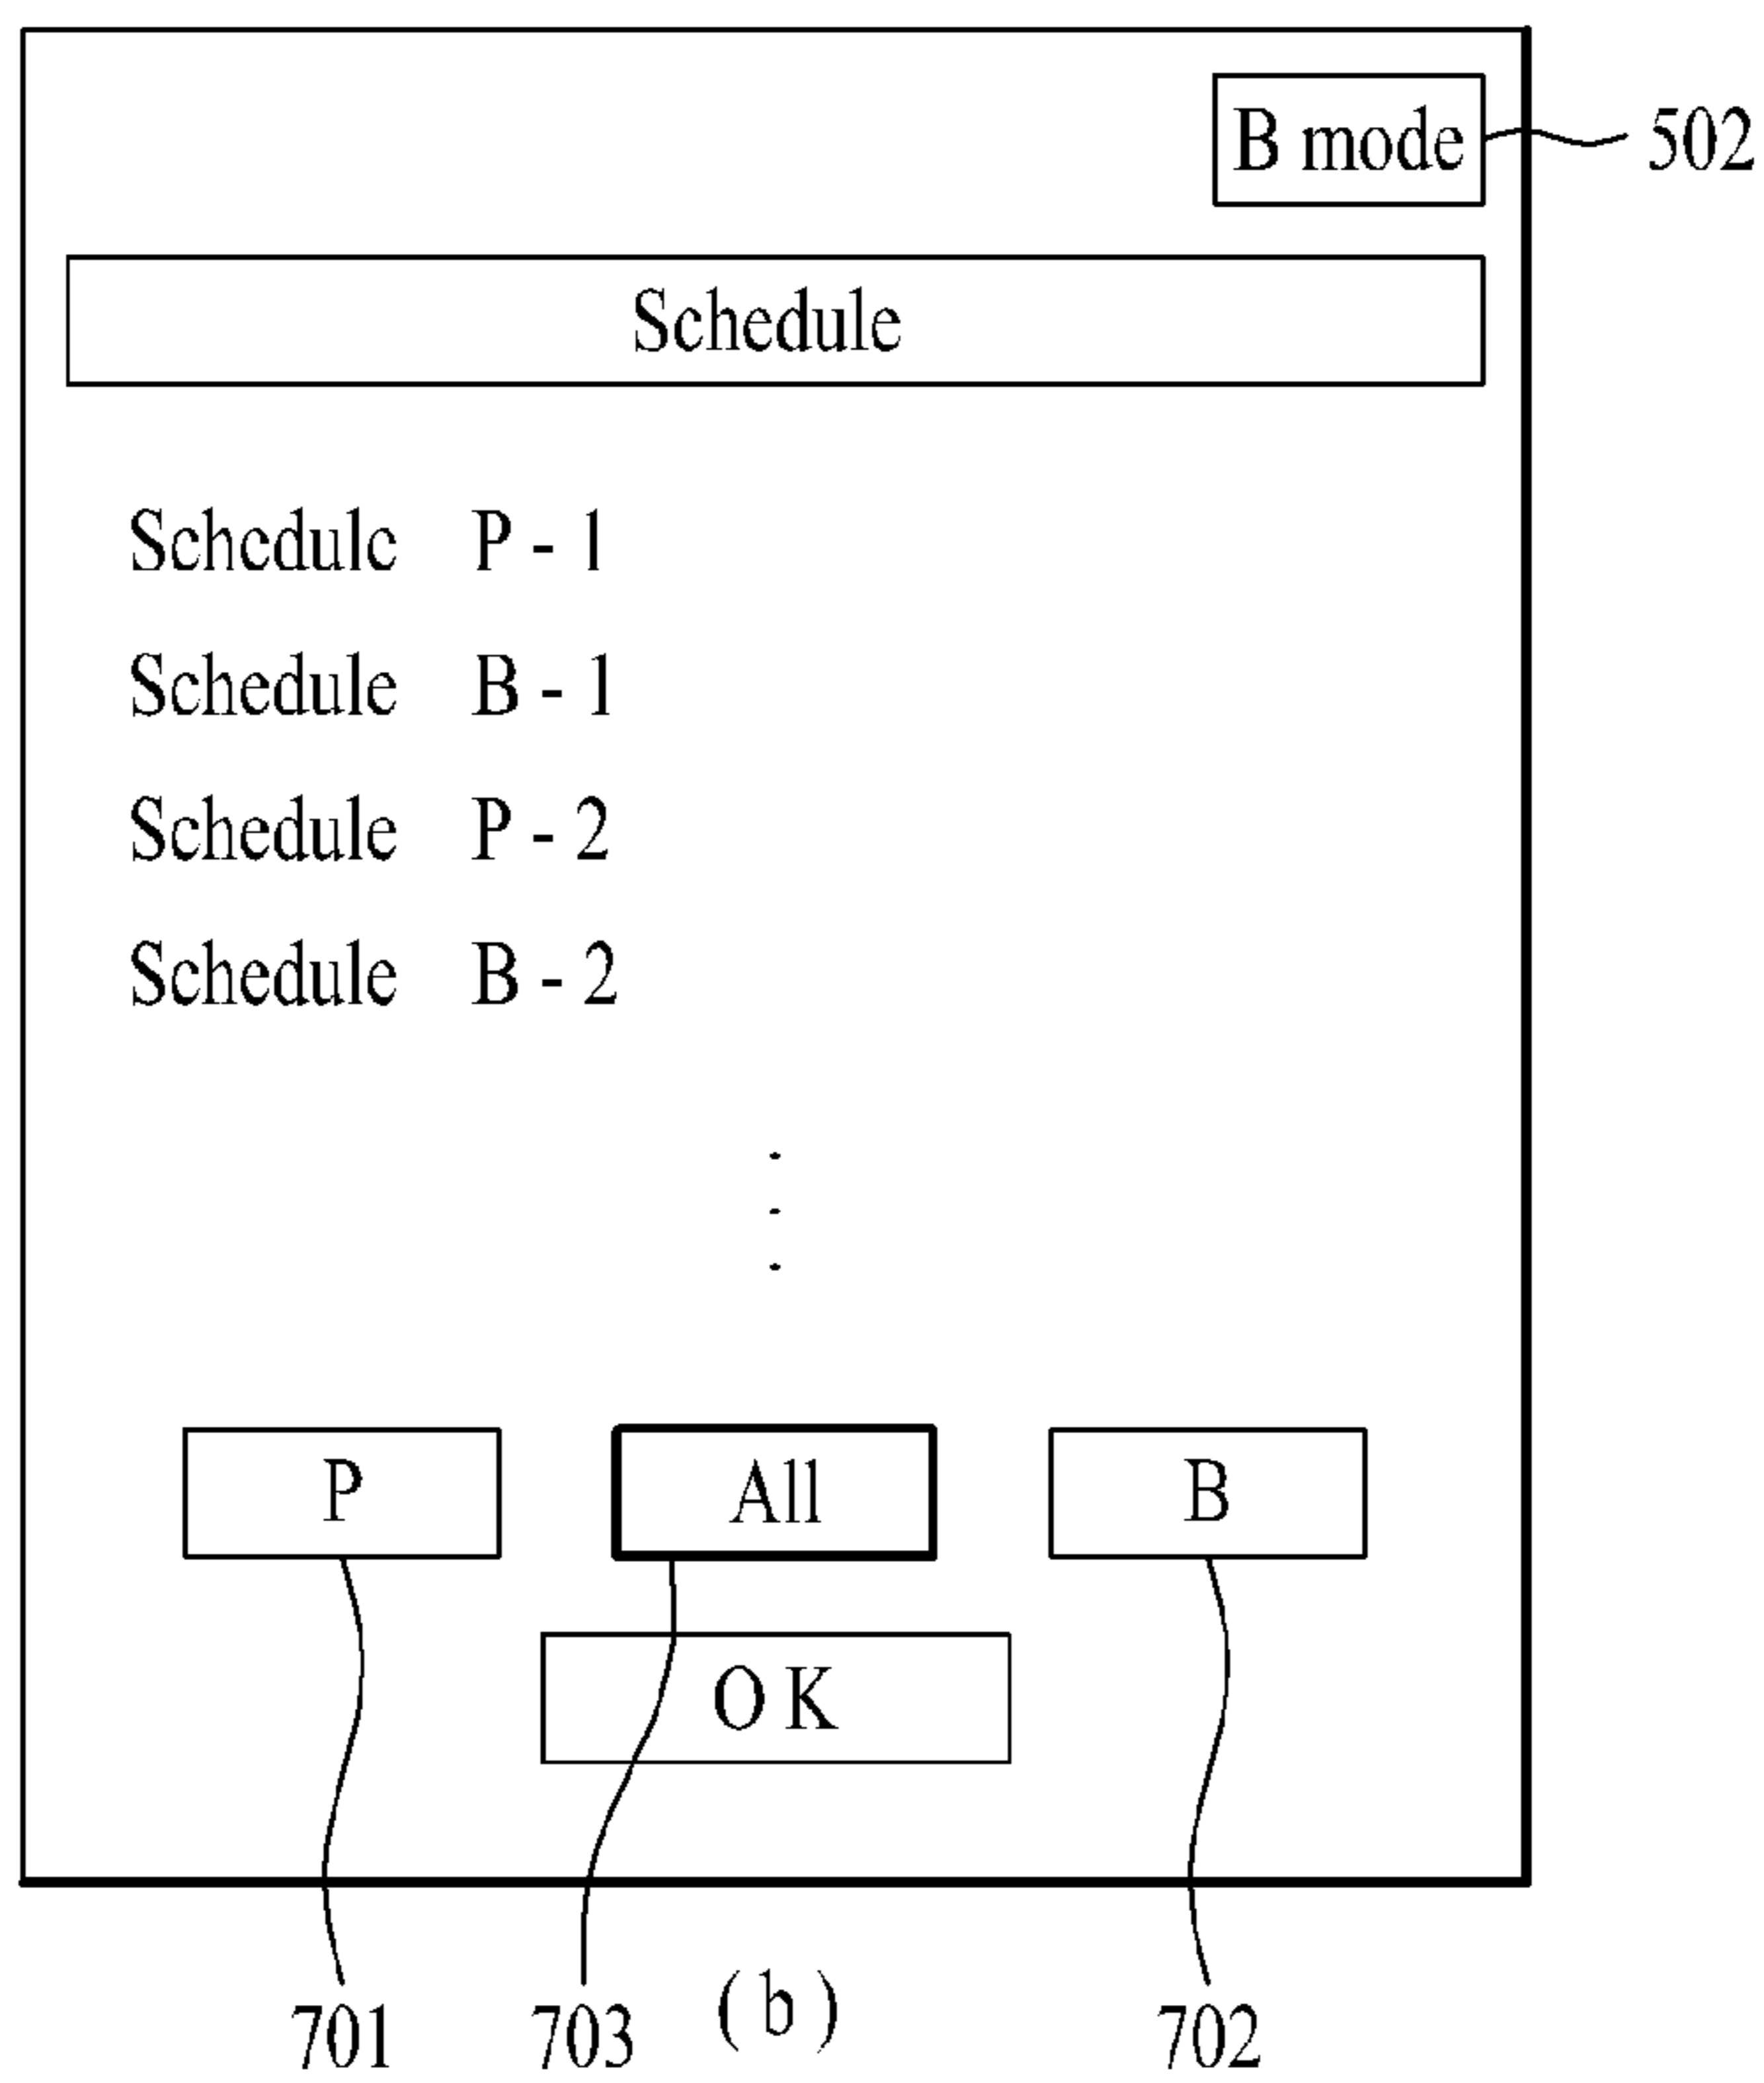 B mode 502
Schedule
Schedule P - 1
Schedule B - 1
Schedule P - 2
Schedule B - 2
P All B
OK
701 703 (b) 702